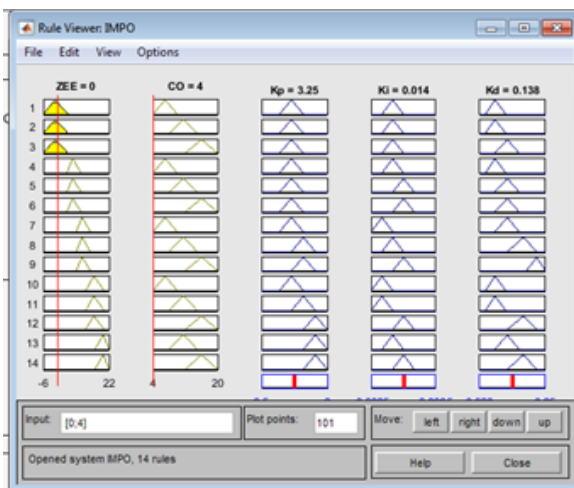 Rule Viewer: IMPO
File Edit View Options
ZEE = 0 CO = 4 Kp = 3.25 Ki = 0.014 Kd = 0.138
1
2
3
4
5
6
7
8
9
10
11
12
13
14
-6 22 4 20
Input: [0;4] Plot points: 101 Move: left right down up
Opened system IMPO, 14 rules Help Close